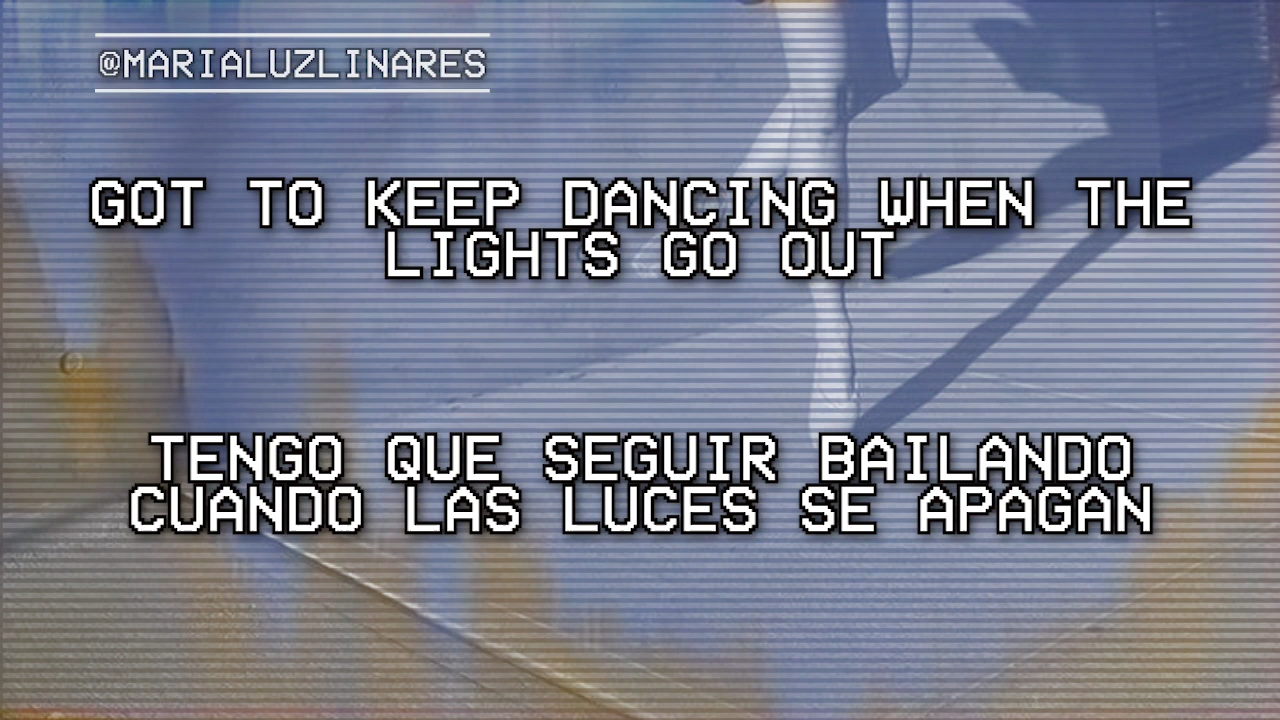 @MARIALUZLINARES
GOT TO KEEP DANCING WHEN THE
LIGHTS GO OUT
TENGO QUE SEGUIR BAILANDO
CUANDO LAS LUCES SE APAGAN